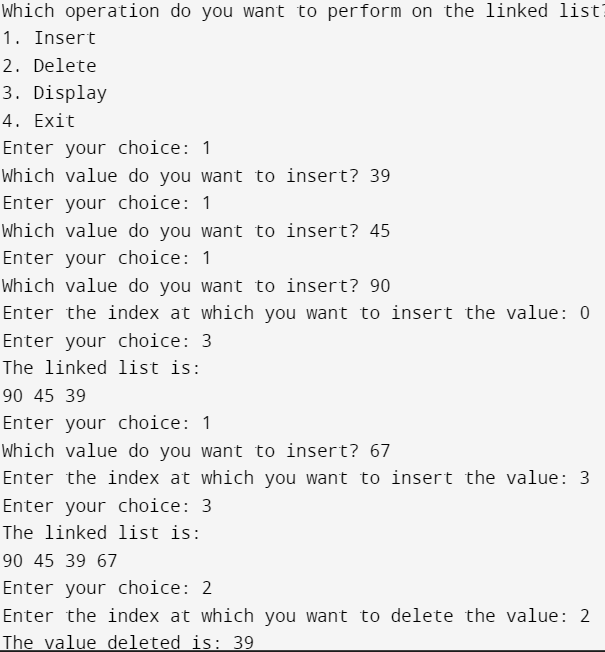 Which operation do you want to perform on the linked list?
1. Insert
2. Delete
3. Display
4. Exit
Enter your choice: 1
Which value do you want to insert? 39
Enter your choice: 1
Which value do you want to insert? 45
Enter your choice: 1
Which value do you want to insert? 90
Enter the index at which you want to insert the value: 0
Enter your choice: 3
The linked list is:
90 45 39
Enter your choice: 1
Which value do you want to insert? 67
Enter the index at which you want to insert the value: 3
Enter your choice: 3
The linked list is:
90 45 39 67
Enter your choice: 2
Enter the index at which you want to delete the value: 2
The value deleted is: 39